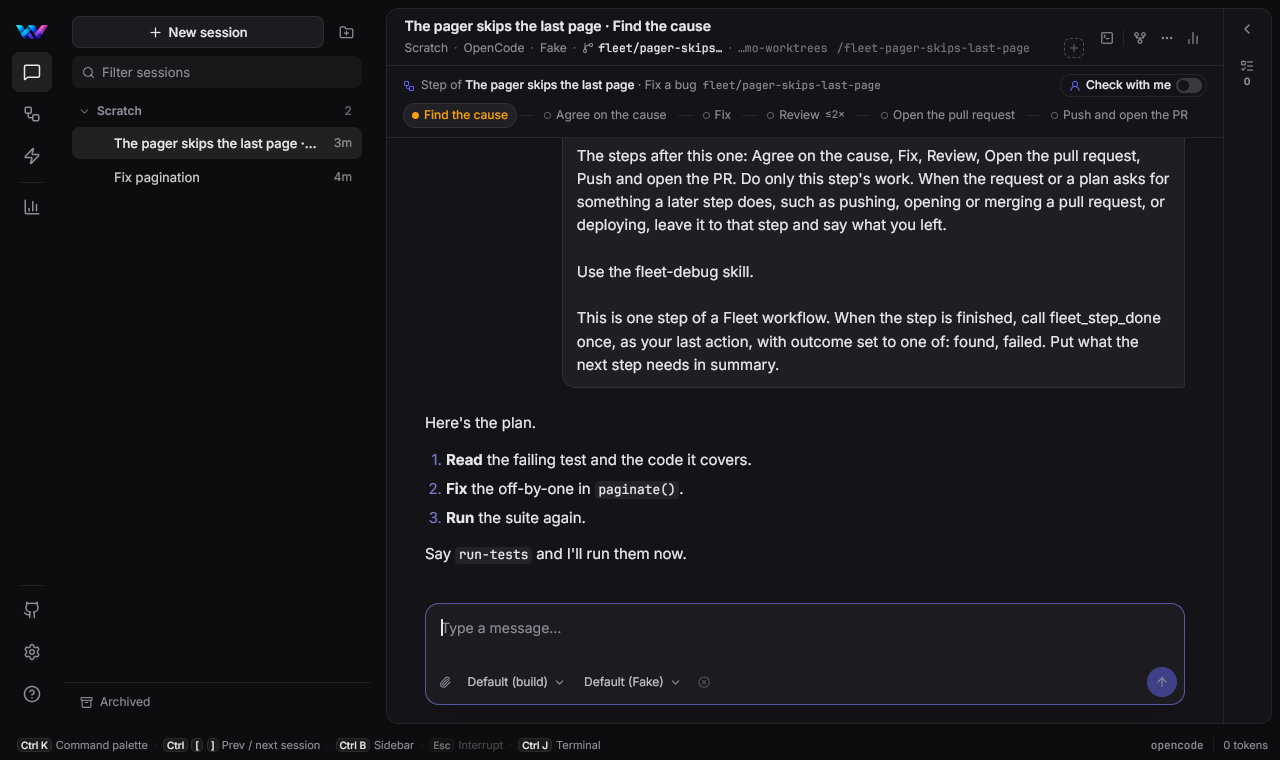 New session
Filter sessions
Scratch 2
The pager skips the last page ·... 3m
Fix pagination 4m
Archived
The pager skips the last page · Find the cause
Scratch · OpenCode · Fake · fleet/pager-skips… · …mo-worktrees /fleet-pager-skips-last-page
Step of The pager skips the last page · Fix a bug fleet/pager-skips-last-page
Check with me
Find the cause
Agree on the cause
Fix
Review ≤2×
Open the pull request
Push and open the PR
0
The steps after this one: Agree on the cause, Fix, Review, Open the pull request,
Push and open the PR. Do only this step's work. When the request or a plan asks for
something a later step does, such as pushing, opening or merging a pull request, or
deploying, leave it to that step and say what you left.
Use the fleet-debug skill.
This is one step of a Fleet workflow. When the step is finished, call fleet_step_done
once, as your last action, with outcome set to one of: found, failed. Put what the
next step needs in summary.
Here's the plan.
1. Read the failing test and the code it covers.
2. Fix the off-by-one in paginate().
3. Run the suite again.
Say run-tests and I'll run them now.
Type a message...
Default (build)
Default (Fake)
Ctrl K Command palette · Ctrl [ ] Prev / next session · Ctrl B Sidebar · Esc Interrupt · Ctrl J Terminal
opencode
0 tokens